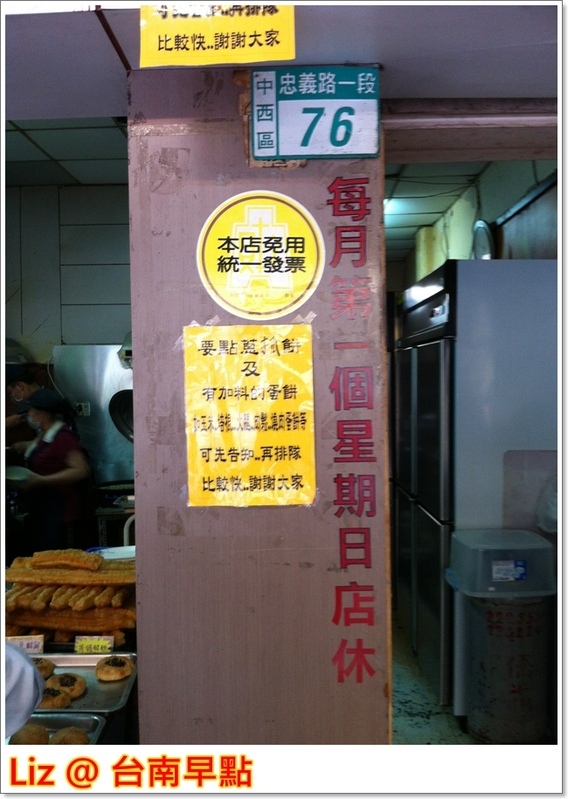 比較快..謝謝大家
中西區
忠義路一段
76
每月第一個星期日店休
本店免用
統一發票
要點蔥抓餅
及
有加料的蛋餅
可先告知..再排隊
比較快..謝謝大家
Liz @ 台南早點